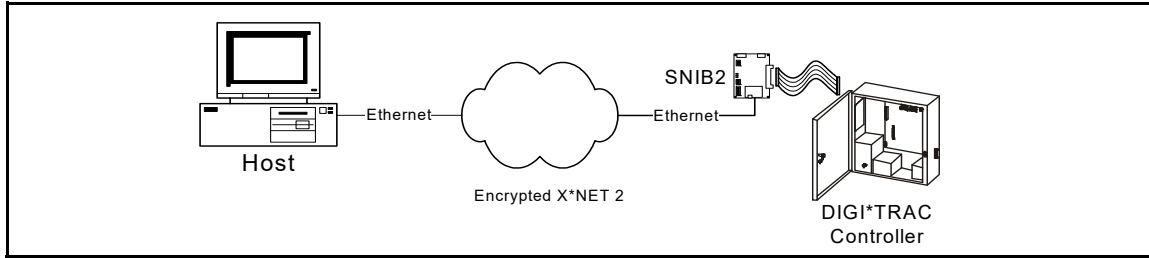 SNIB2
Ethernet
Ethernet
Host
Encrypted X*NET 2
DIGI*TRAC
Controller